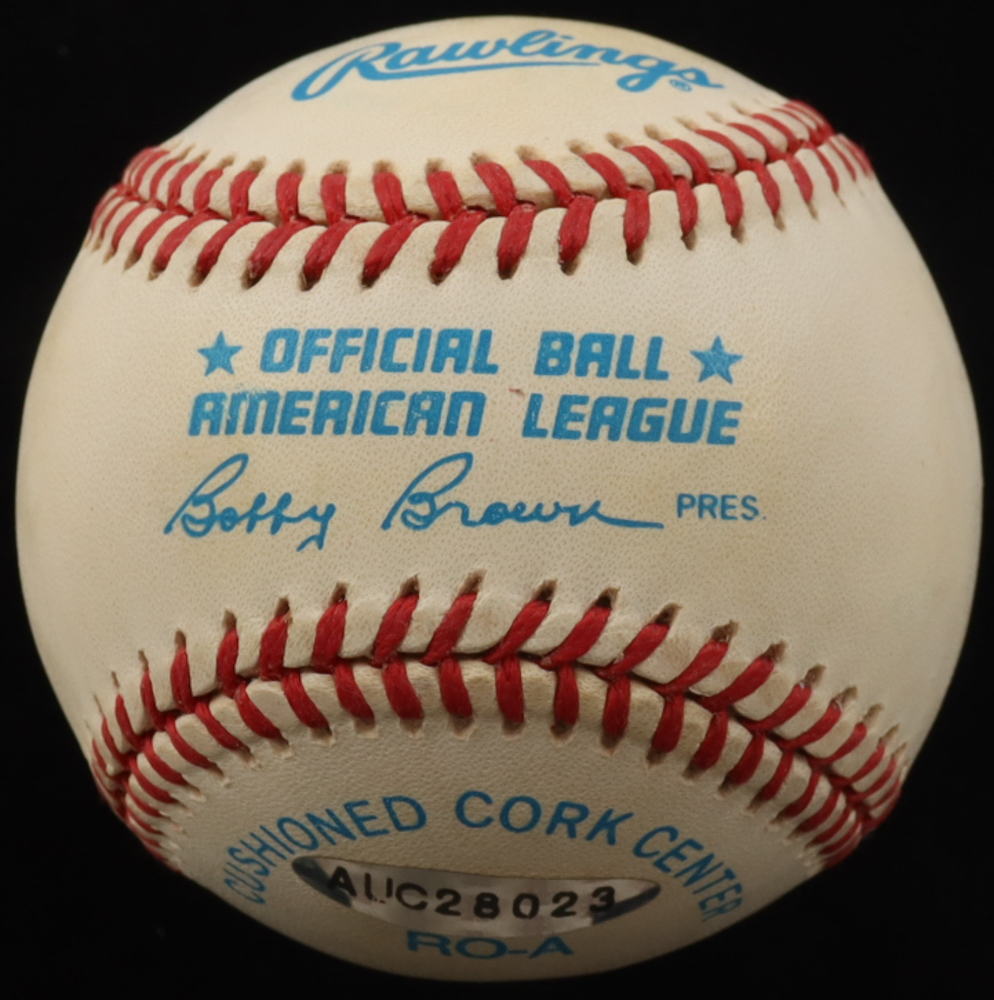 Rawlings®
★ OFFICIAL BALL ★
AMERICAN LEAGUE
Bobby Brown PRES.
CUSHIONED CORK CENTER
AUC28023
RO-A